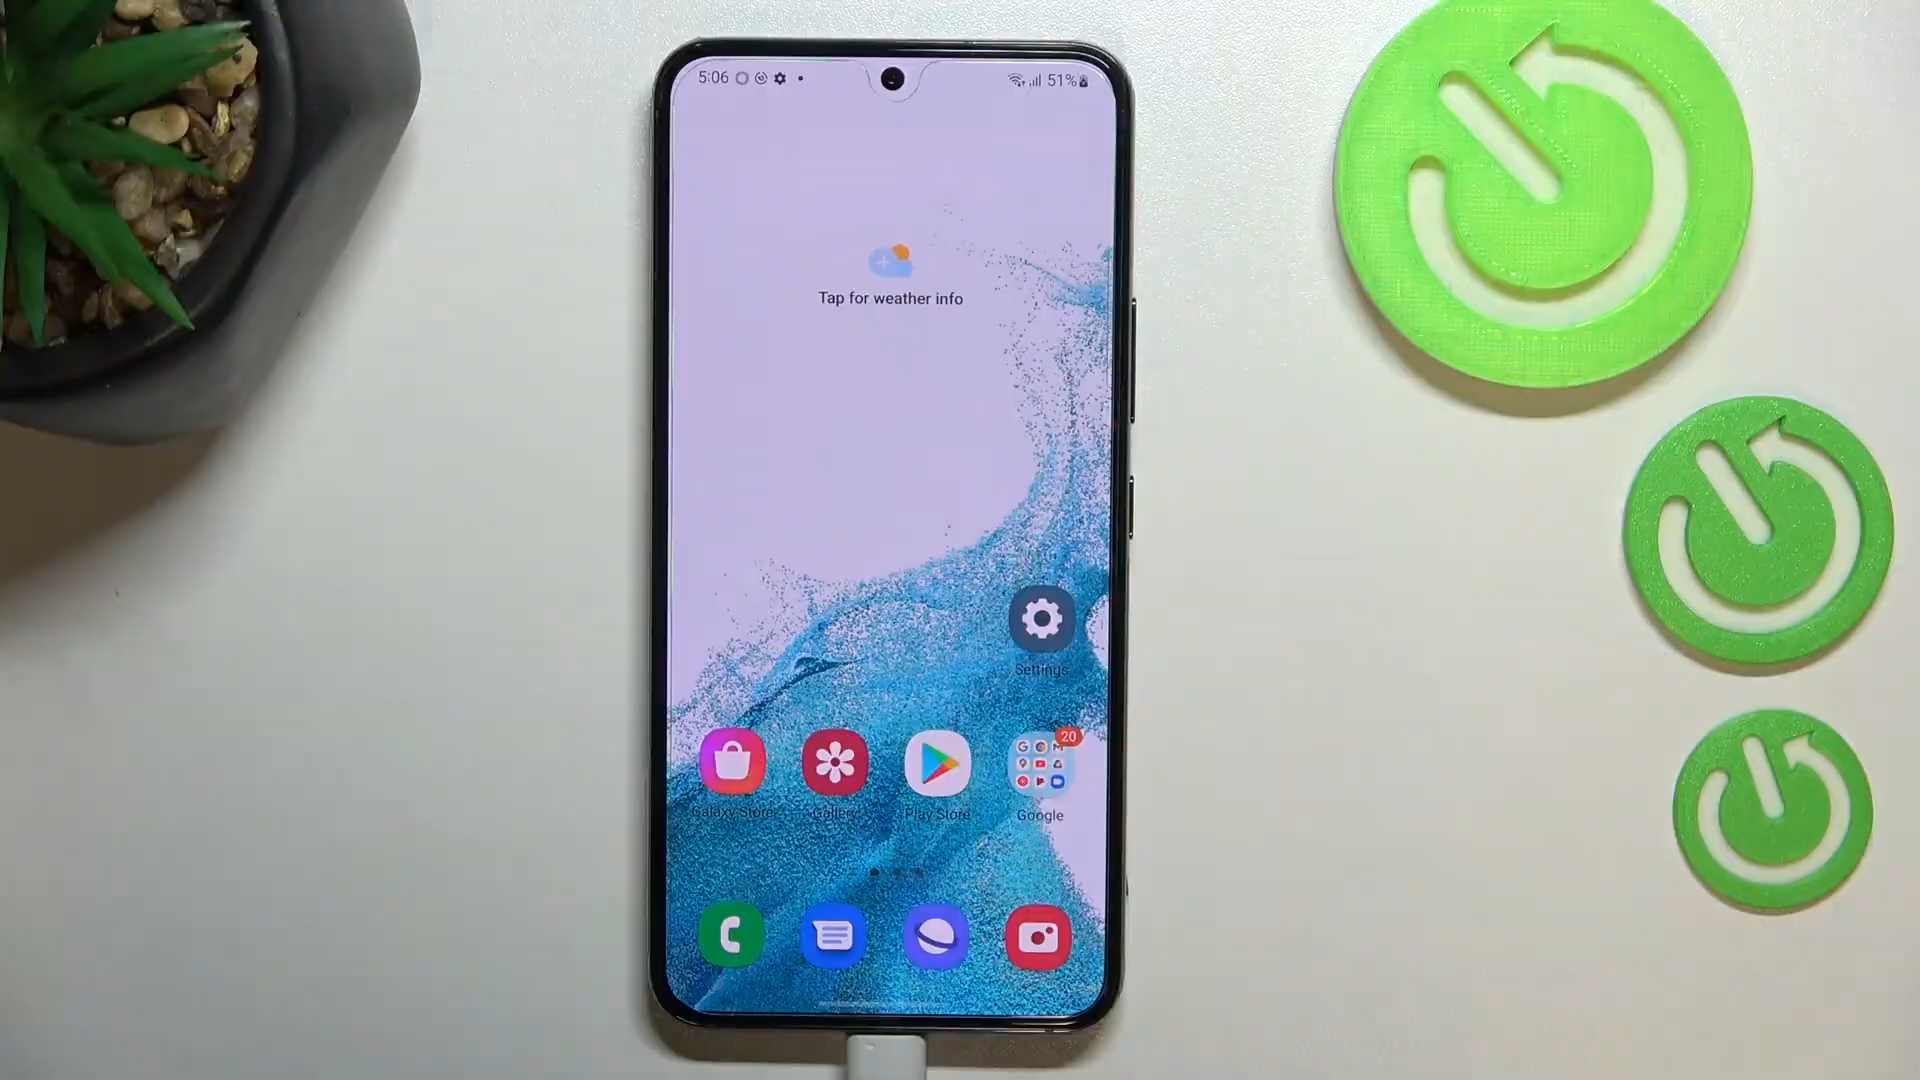 5:06 51%
Tap for weather info
Settings
20
Galaxy Store Gallery Play Store Google